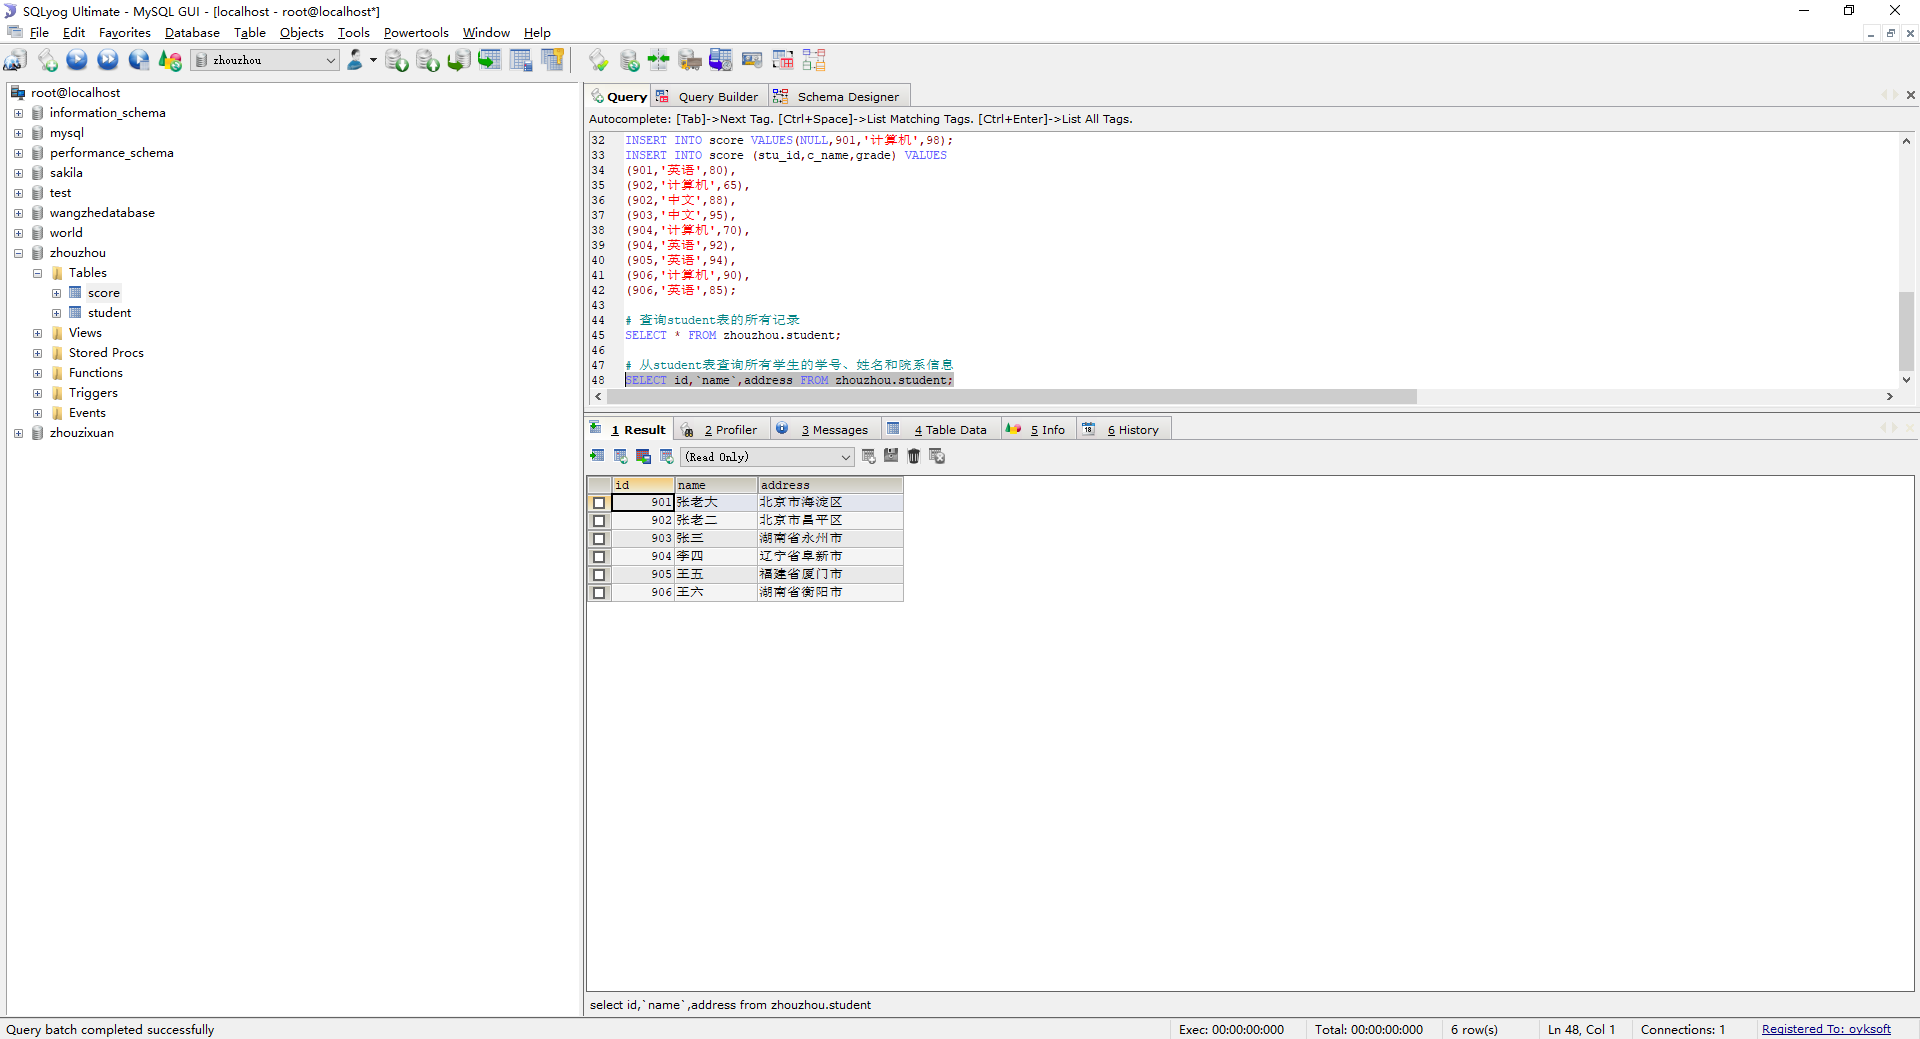 SQLyog Ultimate - MySQL GUI - [localhost - root@localhost*]
File Edit Favorites Database Table Objects Tools Powertools Window Help
zhouzhou
root@localhost
information_schema
mysql
performance_schema
sakila
test
wangzhedatabase
world
zhouzhou
Tables
score
student
Views
Stored Procs
Functions
Triggers
Events
zhouzixuan
Query Query Builder Schema Designer
Autocomplete: [Tab]->Next Tag. [Ctrl+Space]->List Matching Tags. [Ctrl+Enter]->List All Tags.
32 INSERT INTO score VALUES(NULL,901,'计算机',98);
33 INSERT INTO score (stu_id,c_name,grade) VALUES
34 (901,'英语',80),
35 (902,'计算机',65),
36 (902,'中文',88),
37 (903,'中文',95),
38 (904,'计算机',70),
39 (904,'英语',92),
40 (905,'英语',94),
41 (906,'计算机',90),
42 (906,'英语',85);
43
44 # 查询student表的所有记录
45 SELECT * FROM zhouzhou.student;
46
47 # 从student表查询所有学生的学号、姓名和院系信息
48 SELECT id,`name`,address FROM zhouzhou.student;
1 Result 2 Profiler 3 Messages 4 Table Data 5 Info 6 History
(Read Only)
id name address
901 张老大 北京市海淀区
902 张老二 北京市昌平区
903 张三 湖南省永州市
904 李四 辽宁省阜新市
905 王五 福建省厦门市
906 王六 湖南省衡阳市
select id,`name`,address from zhouzhou.student
Query batch completed successfully Exec: 00:00:00:000 Total: 00:00:00:000 6 row(s) Ln 48, Col 1 Connections: 1 Registered To: ovksoft